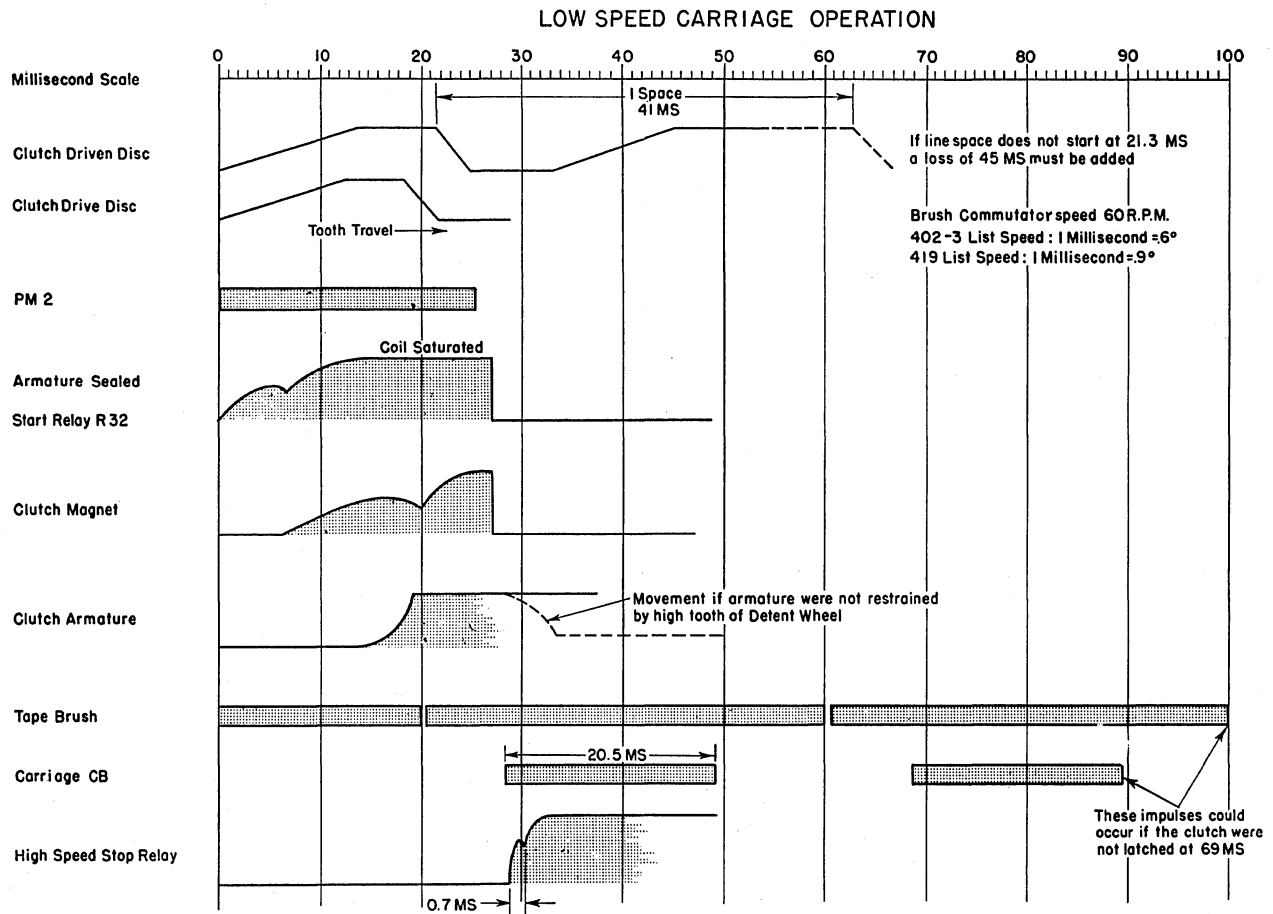 LOW SPEED CARRIAGE OPERATION
0 10 20 30 40 50 60 70 80 90 100
Millisecond Scale
1 Space
41 MS
Clutch Driven Disc
If line space does not start at 21.3 MS
a loss of 45 MS must be added
Clutch Drive Disc
Tooth Travel
Brush Commutator speed 60 R.P.M.
402-3 List Speed : 1 Millisecond =.6°
419 List Speed : 1 Millisecond =.9°
PM 2
Coil Saturated
Armature Sealed
Start Relay R 32
Clutch Magnet
Clutch Armature
Movement if armature were not restrained
by high tooth of Detent Wheel
Tape Brush
20.5 MS
Carriage CB
These impulses could
occur if the clutch were
not latched at 69 MS
High Speed Stop Relay
0.7 MS